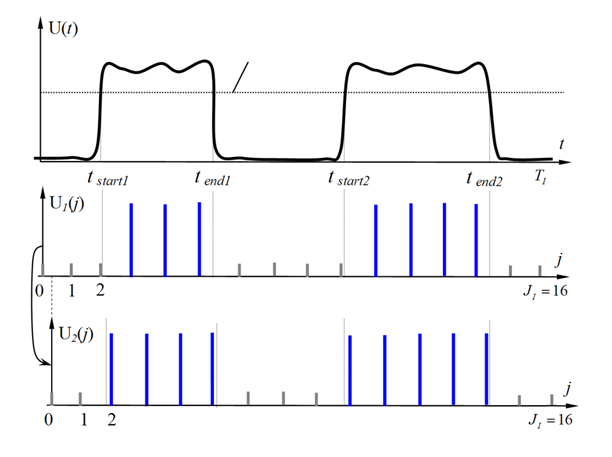 U(t)
t
t start1 t end1 t start2 t end2 T1
U1(j)
j
0 1 2 J1 = 16
U2(j)
j
0 1 2 J1 = 16